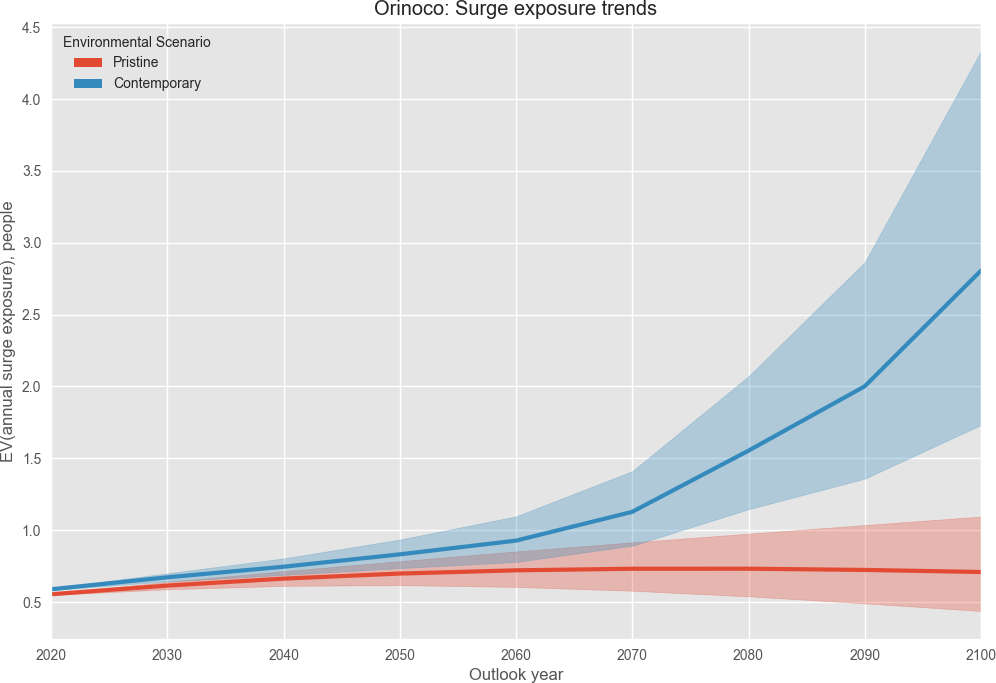 Orinoco: Surge exposure trends
Environmental Scenario
Pristine
Contemporary
EV(annual surge exposure), people
4.5
4.0
3.5
3.0
2.5
2.0
1.5
1.0
0.5
2020 2030 2040 2050 2060 2070 2080 2090 2100
Outlook year